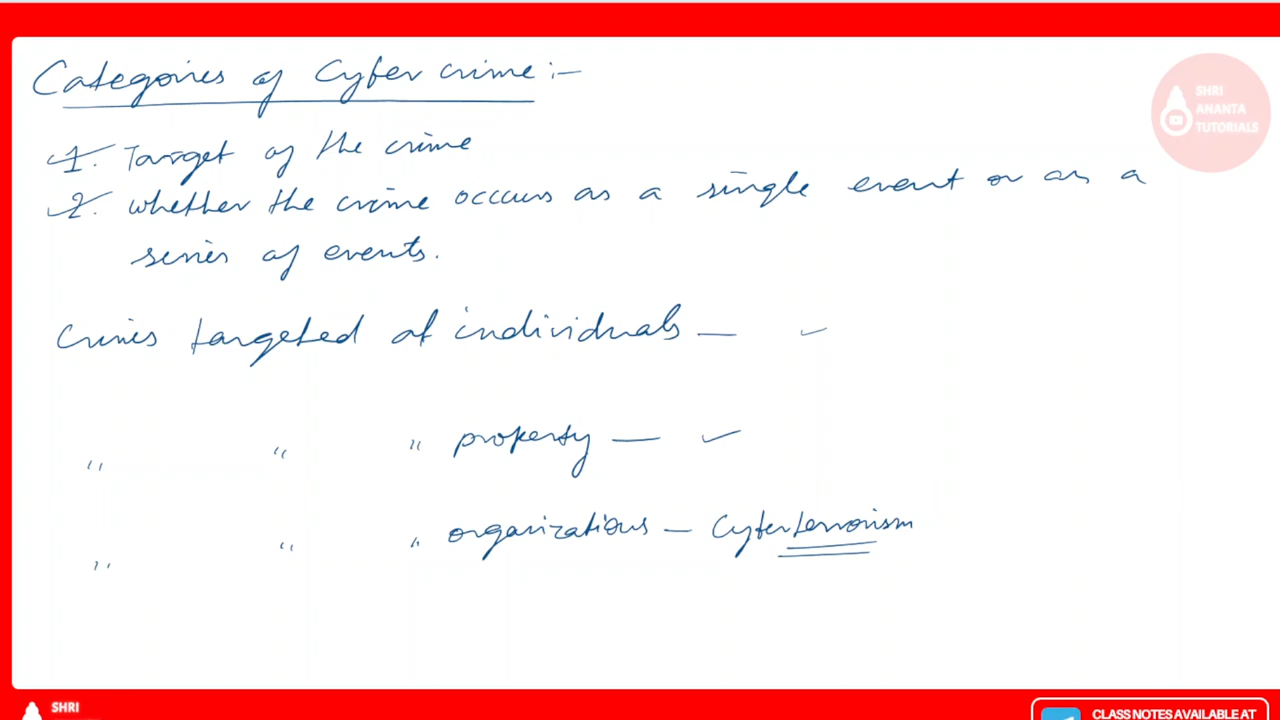 Categories of Cyber crime :-
1. Target of the crime
2. whether the crime occurs as a single event or as a
series of events.
Crimes targeted at individuals —
" " " property —
" " " organizations — Cyberterrorism
SHRI
ANANTA
TUTORIALS
SHRI
CLASS NOTES AVAILABLE AT